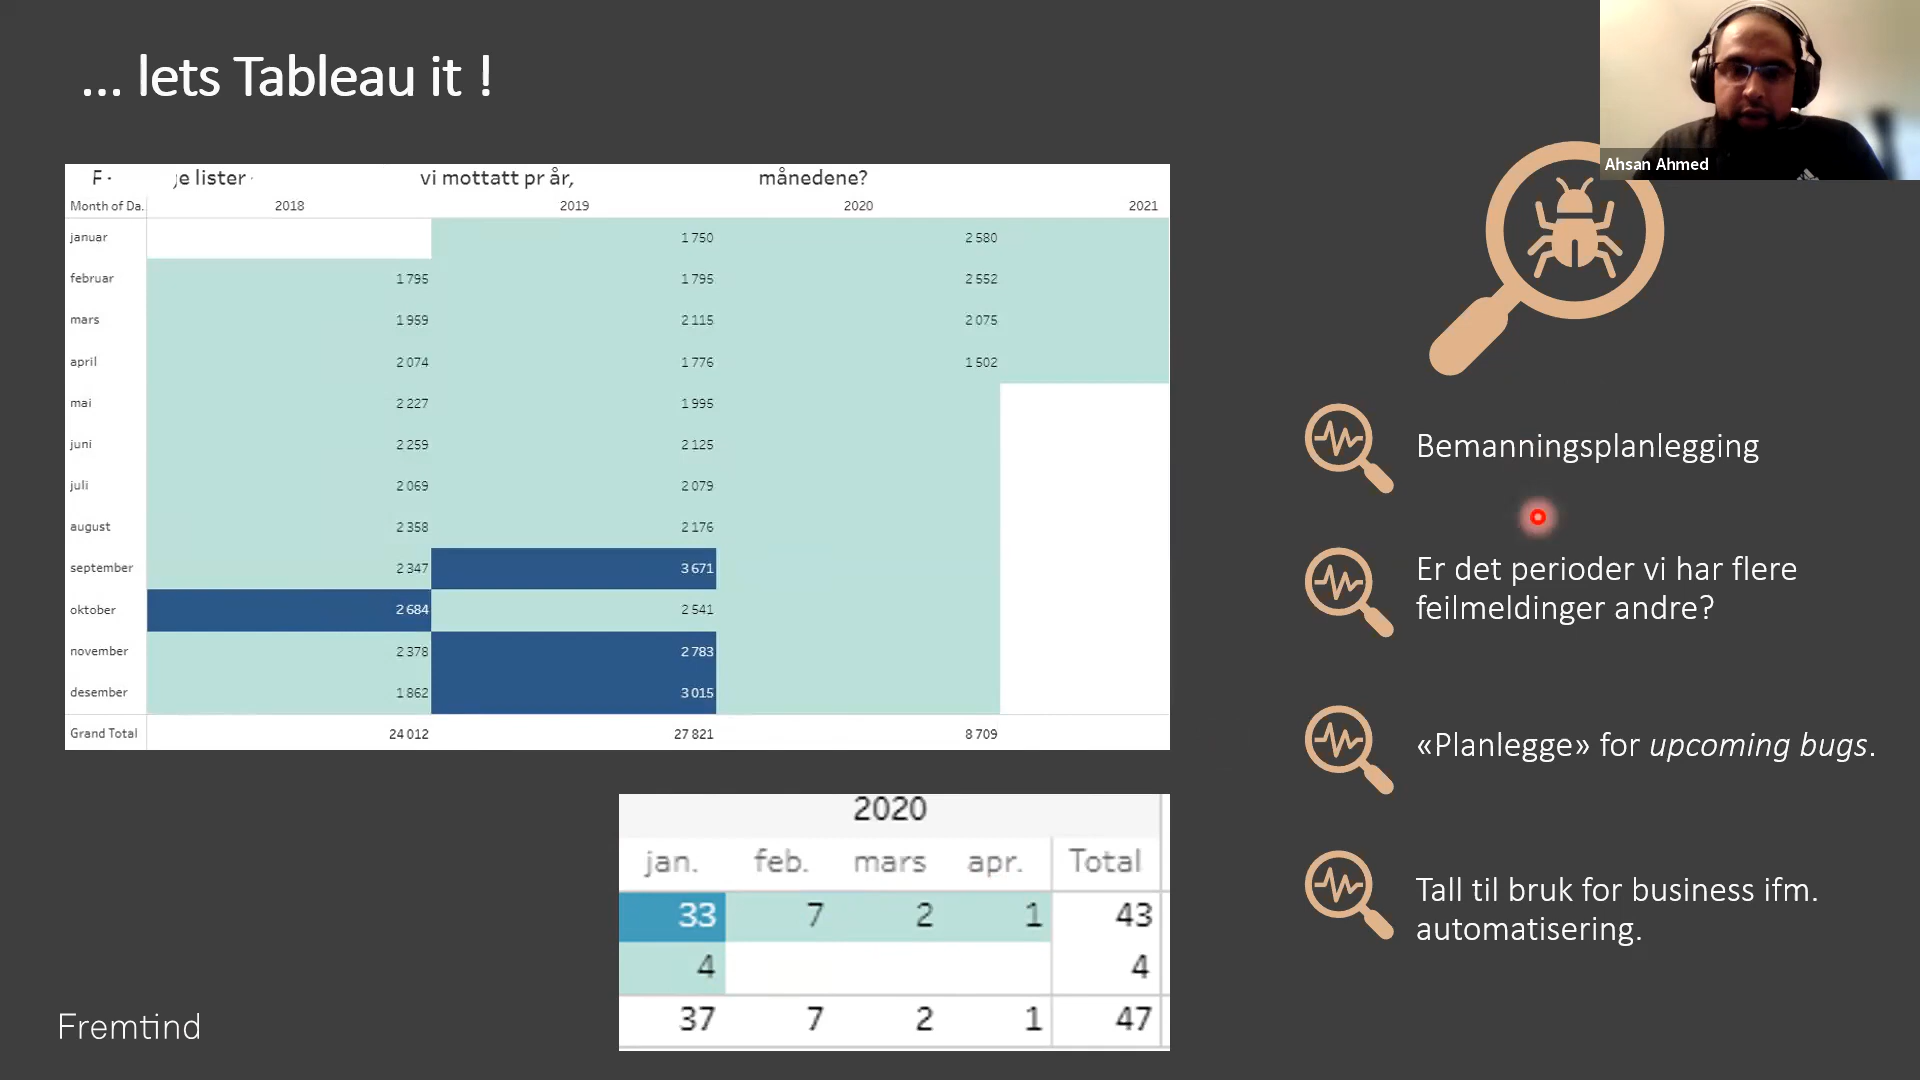 ... lets Tableau it !
Ahsan Ahmed
lister vi mottatt pr år, månedene?
Month of Da. 2018 2019 2020 2021
januar 1 750 2 580
februar 1 795 1 795 2 552
mars 1 959 2 115 2 075
april 2 074 1 776 1 502
mai 2 227 1 995
juni 2 259 2 125
juli 2 069 2 079
august 2 358 2 176
september 2 347 3 671
oktober 2 684 2 541
november 2 378 2 783
desember 1 862 3 015
Grand Total 24 012 27 821 8 709
2020
jan. feb. mars apr. Total
33 7 2 1 43
4 4
37 7 2 1 47
Bemanningsplanlegging
Er det perioder vi har flere
feilmeldinger andre?
«Planlegge» for upcoming bugs.
Tall til bruk for business ifm.
automatisering.
Fremtind